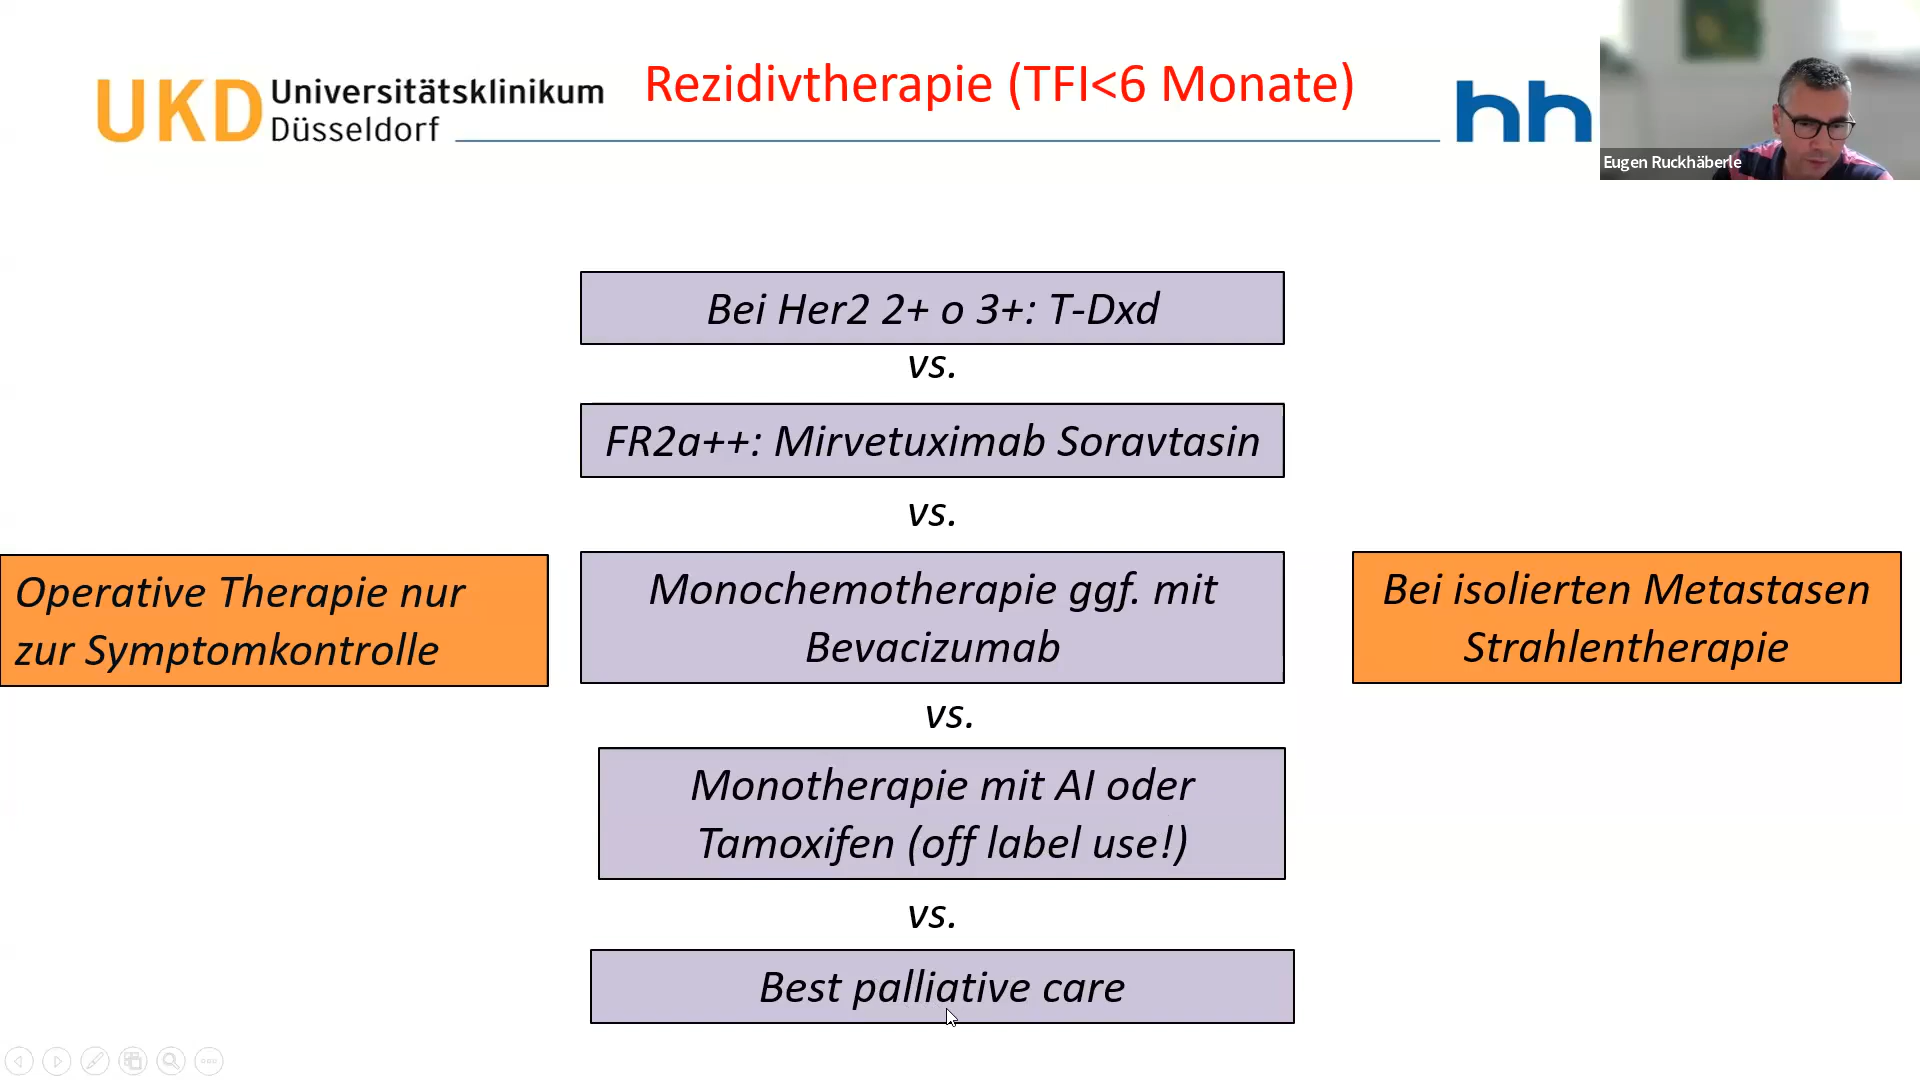 UKD Universitätsklinikum
Düsseldorf
Rezidivtherapie (TFI<6 Monate)
hh
Eugen Ruckhäberle
Bei Her2 2+ o 3+: T-Dxd
vs.
FR2a++: Mirvetuximab Soravtasin
vs.
Operative Therapie nur
zur Symptomkontrolle
Monochemotherapie ggf. mit
Bevacizumab
Bei isolierten Metastasen
Strahlentherapie
vs.
Monotherapie mit AI oder
Tamoxifen (off label use!)
vs.
Best palliative care